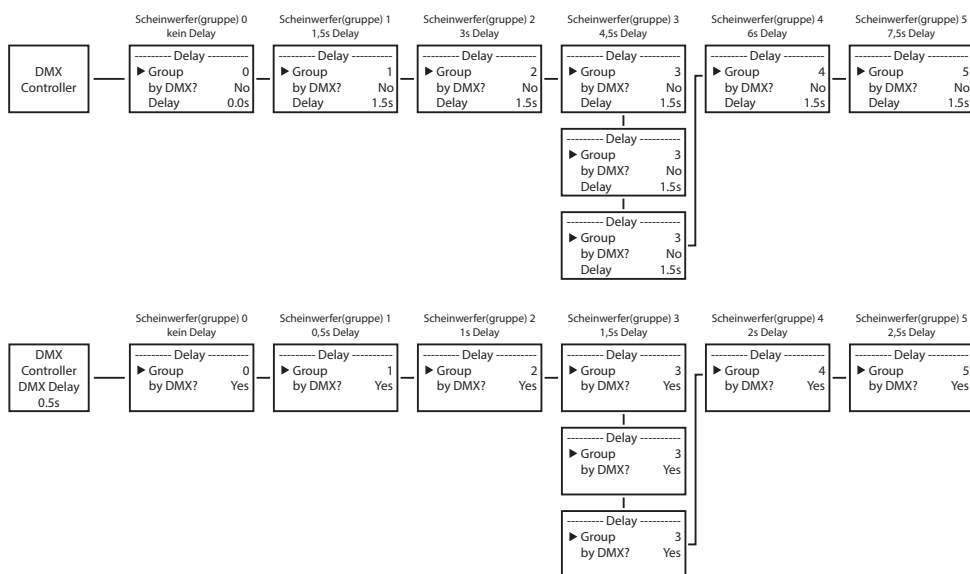 Scheinwerfer(gruppe) 0
kein Delay
Scheinwerfer(gruppe) 1
1,5s Delay
Scheinwerfer(gruppe) 2
3s Delay
Scheinwerfer(gruppe) 3
4,5s Delay
Scheinwerfer(gruppe) 4
6s Delay
Scheinwerfer(gruppe) 5
7,5s Delay
DMX
Controller
--------- Delay ----------
▶ Group 0
by DMX? No
Delay 0.0s
--------- Delay ----------
▶ Group 1
by DMX? No
Delay 1.5s
--------- Delay ----------
▶ Group 2
by DMX? No
Delay 1.5s
--------- Delay ----------
▶ Group 3
by DMX? No
Delay 1.5s
--------- Delay ----------
▶ Group 3
by DMX? No
Delay 1.5s
--------- Delay ----------
▶ Group 3
by DMX? No
Delay 1.5s
--------- Delay ----------
▶ Group 4
by DMX? No
Delay 1.5s
--------- Delay ----------
▶ Group 5
by DMX? No
Delay 1.5s
Scheinwerfer(gruppe) 0
kein Delay
Scheinwerfer(gruppe) 1
0,5s Delay
Scheinwerfer(gruppe) 2
1s Delay
Scheinwerfer(gruppe) 3
1,5s Delay
Scheinwerfer(gruppe) 4
2s Delay
Scheinwerfer(gruppe) 5
2,5s Delay
DMX
Controller
DMX Delay
0.5s
--------- Delay ----------
▶ Group 0
by DMX? Yes
--------- Delay ----------
▶ Group 1
by DMX? Yes
--------- Delay ----------
▶ Group 2
by DMX? Yes
--------- Delay ----------
▶ Group 3
by DMX? Yes
--------- Delay ----------
▶ Group 3
by DMX? Yes
--------- Delay ----------
▶ Group 3
by DMX? Yes
--------- Delay ----------
▶ Group 4
by DMX? Yes
--------- Delay ----------
▶ Group 5
by DMX? Yes